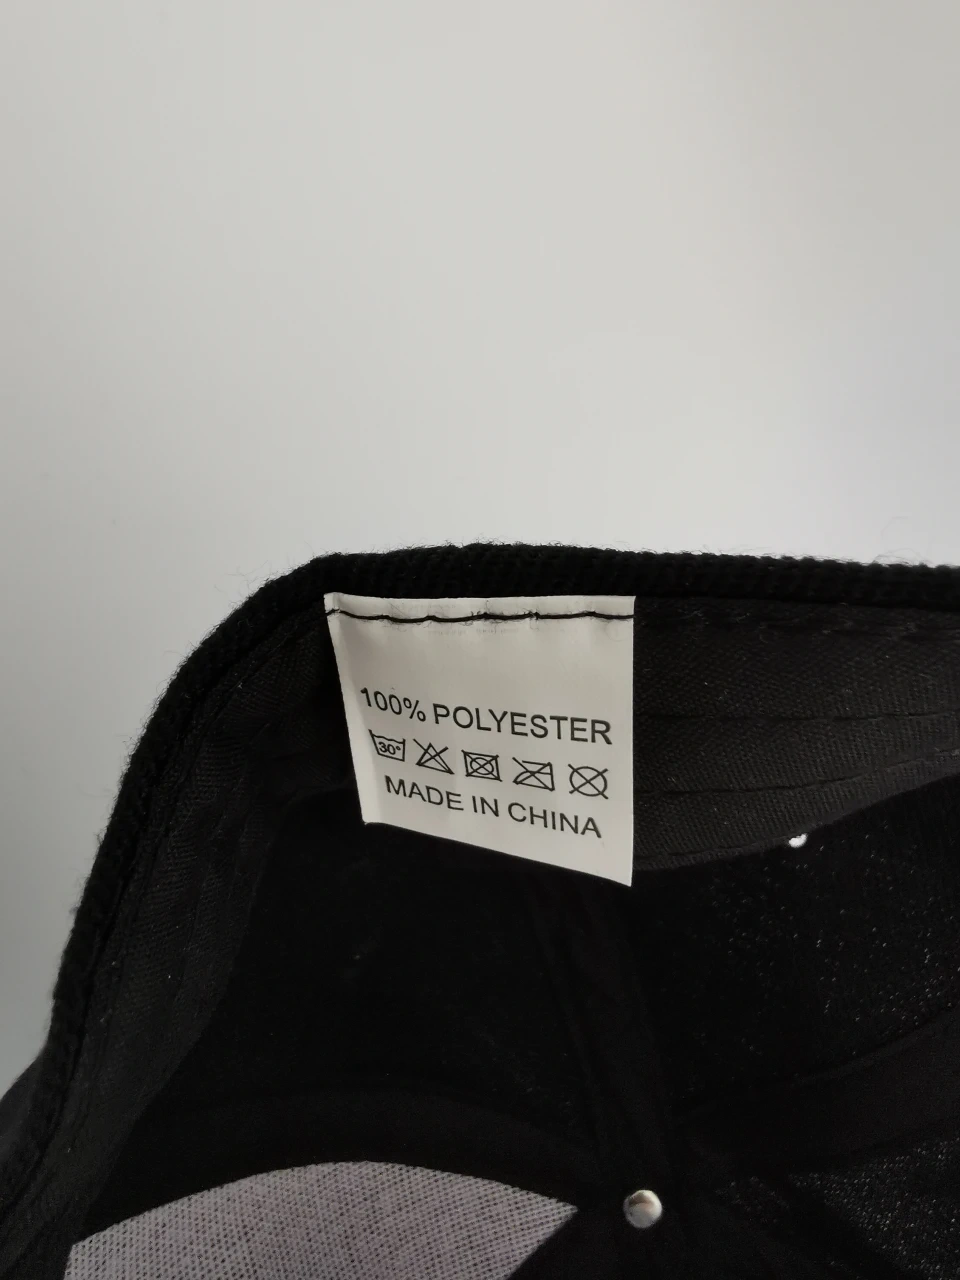 100% POLYESTER
30°
MADE IN CHINA